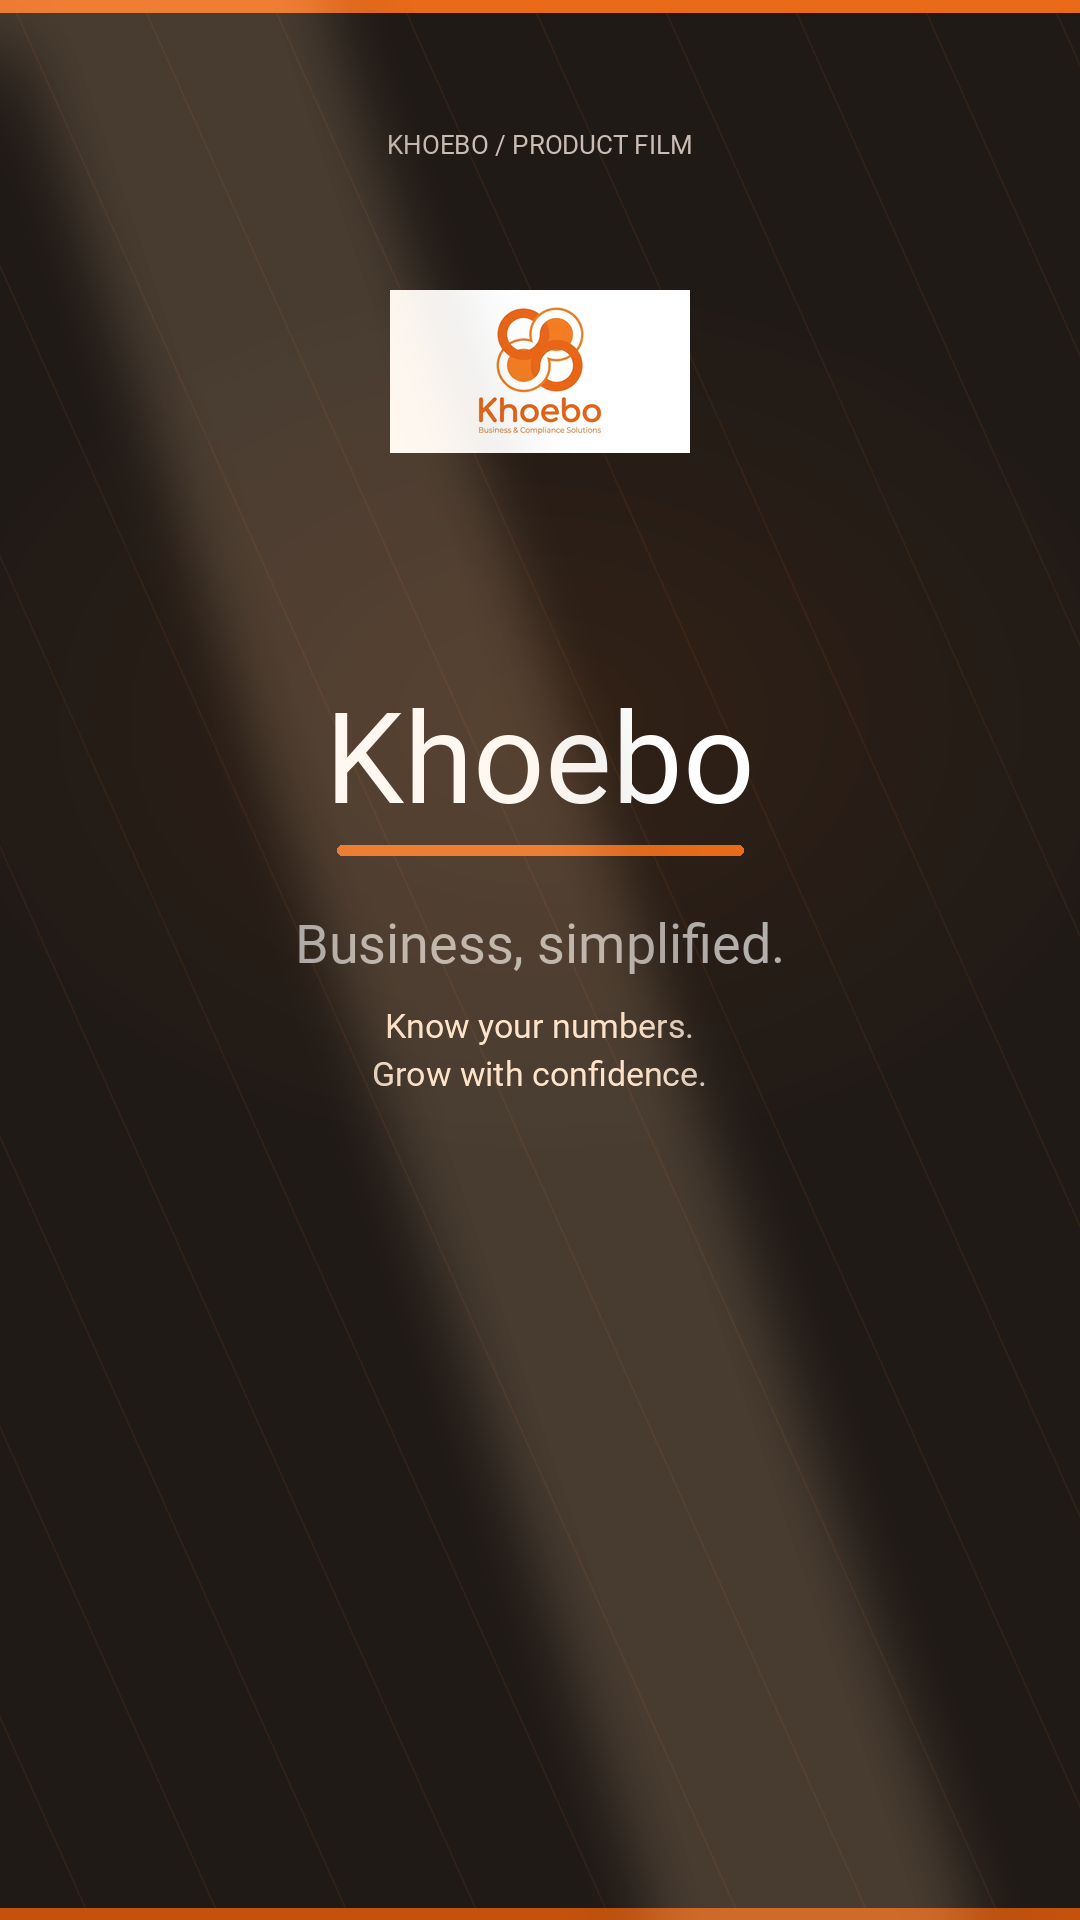 KHOEBO / PRODUCT FILM
Khoebo
Business & Compliance Solutions
Khoebo
Business, simplified.
Know your numbers.
Grow with confidence.